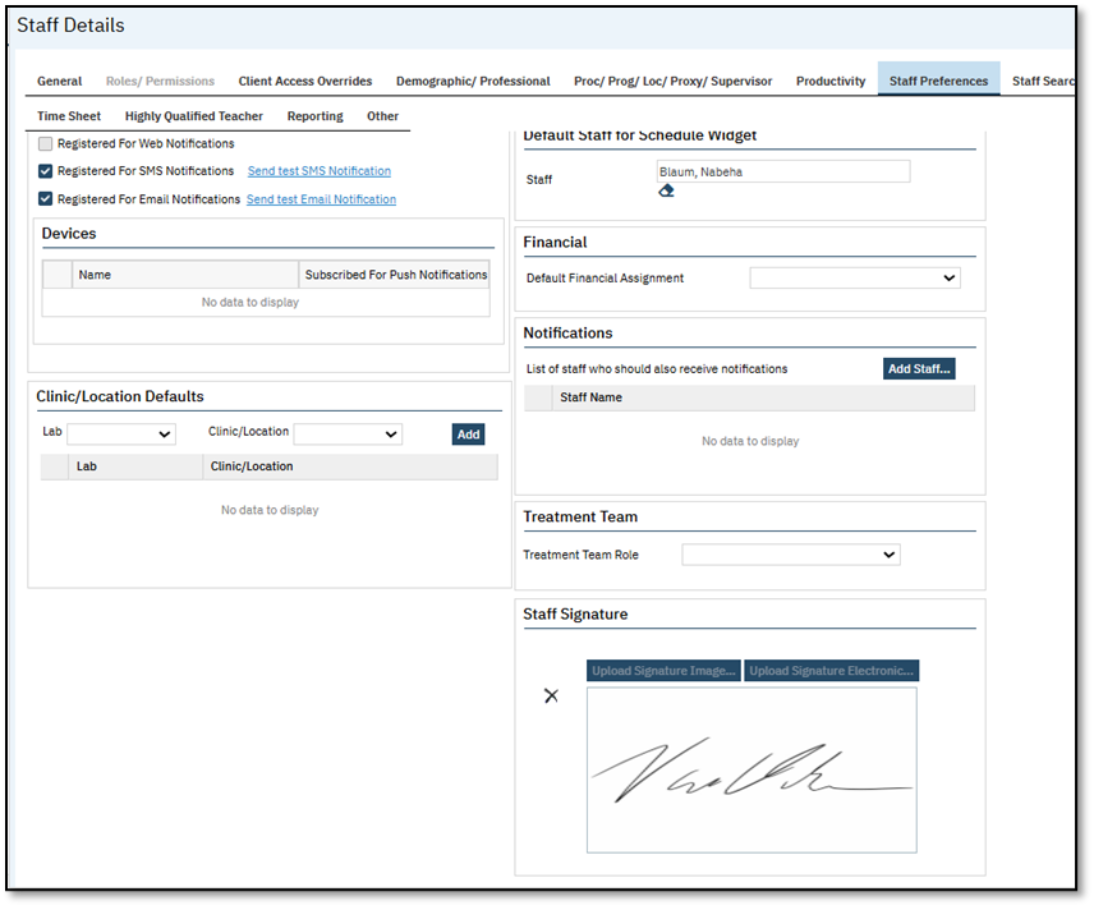 Staff Details
General Roles/ Permissions Client Access Overrides Demographic/ Professional Proc/ Prog/ Loc/ Proxy/ Supervisor Productivity Staff Preferences Staff Searc
Time Sheet Highly Qualified Teacher Reporting Other
Registered For Web Notifications
Registered For SMS Notifications Send test SMS Notification
Registered For Email Notifications Send test Email Notification
Devices
Name Subscribed For Push Notifications
No data to display
Clinic/Location Defaults
Lab Clinic/Location Add
Lab Clinic/Location
No data to display
Default Staff for Schedule Widget
Staff Blaum, Nabeha
Financial
Default Financial Assignment
Notifications
List of staff who should also receive notifications Add Staff...
Staff Name
No data to display
Treatment Team
Treatment Team Role
Staff Signature
Upload Signature Image... Upload Signature Electronic...